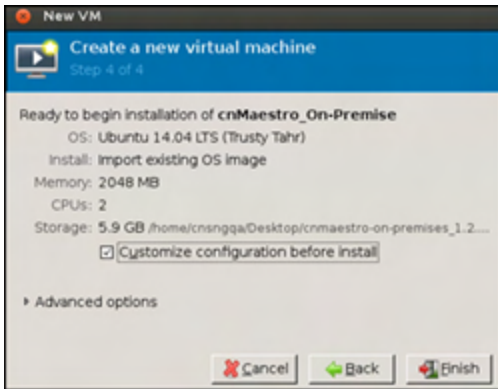 New VM
Create a new virtual machine
Step 4 of 4
Ready to begin installation of cnMaestro_On-Premise
OS: Ubuntu 14.04 LTS (Trusty Tahr)
Install: Import existing OS image
Memory: 2048 MB
CPUs: 2
Storage: 5.9 GB /home/cnsngqa/Desktop/cnmaestro-on-premises_1.2....
Customize configuration before install
Advanced options
Cancel Back Finish